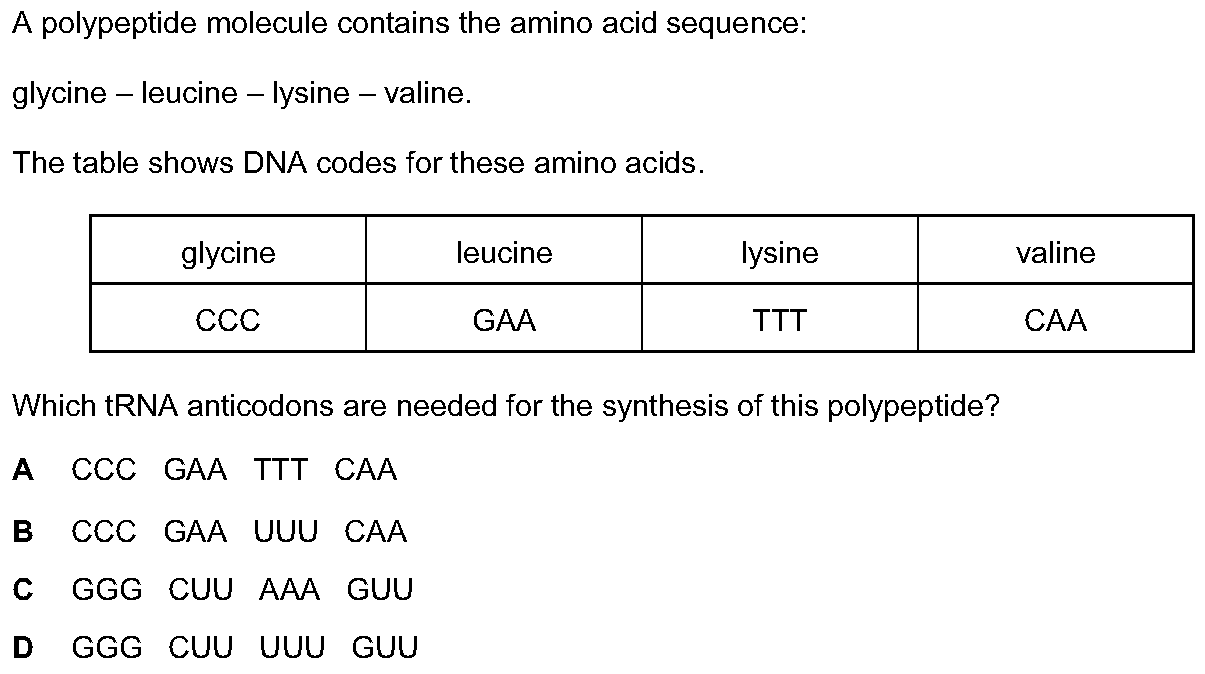 A polypeptide molecule contains the amino acid sequence:
glycine – leucine – lysine – valine.
The table shows DNA codes for these amino acids.
glycine leucine lysine valine
CCC GAA TTT CAA
Which tRNA anticodons are needed for the synthesis of this polypeptide?
A CCC GAA TTT CAA
B CCC GAA UUU CAA
C GGG CUU AAA GUU
D GGG CUU UUU GUU